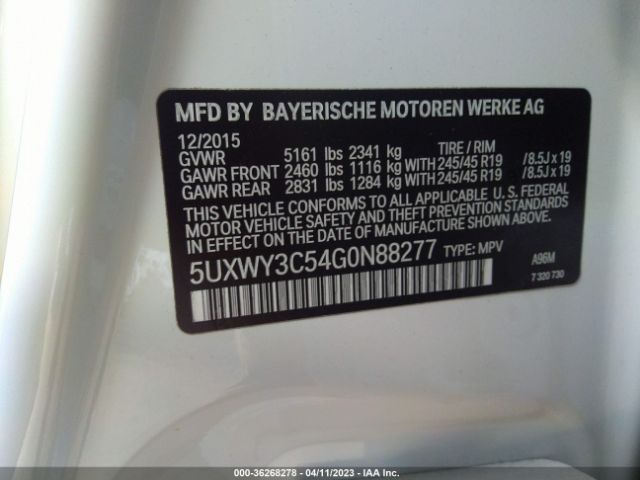 MFD BY BAYERISCHE MOTOREN WERKE AG
12/2015 TIRE / RIM
GVWR 5161 lbs 2341 kg
GAWR FRONT 2460 lbs 1116 kg WITH 245/45 R19 / 8.5J x 19
GAWR REAR 2831 lbs 1284 kg WITH 245/45 R19 / 8.5J x 19
THIS VEHICLE CONFORMS TO ALL APPLICABLE U. S. FEDERAL
MOTOR VEHICLE SAFETY AND THEFT PREVENTION STANDARDS IN
EFFECT ON THE DATE OF MANUFACTURE SHOWN ABOVE.
5UXWY3C54G0N88277 TYPE: MPV A96M
7 320 730
000-36268278 - 04/11/2023 - IAA Inc.